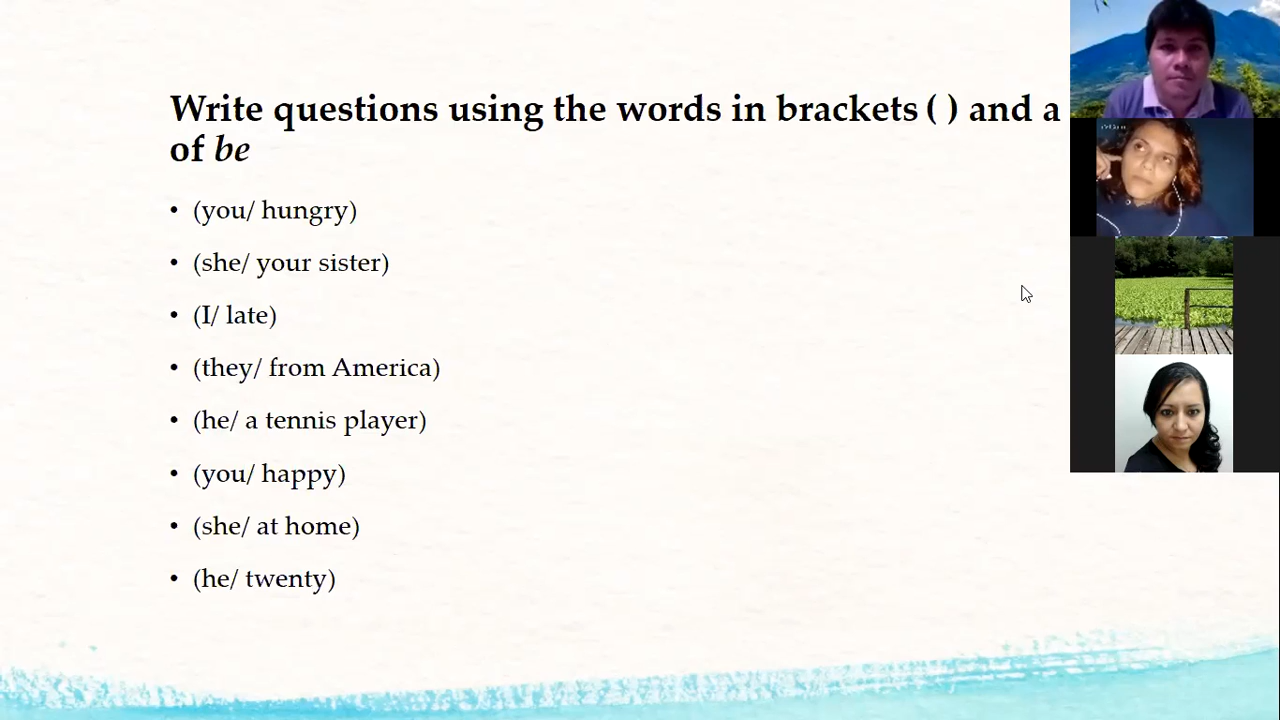 Write questions using the words in brackets ( ) and a
of be
• (you/ hungry)
• (she/ your sister)
• (I/ late)
• (they/ from America)
• (he/ a tennis player)
• (you/ happy)
• (she/ at home)
• (he/ twenty)